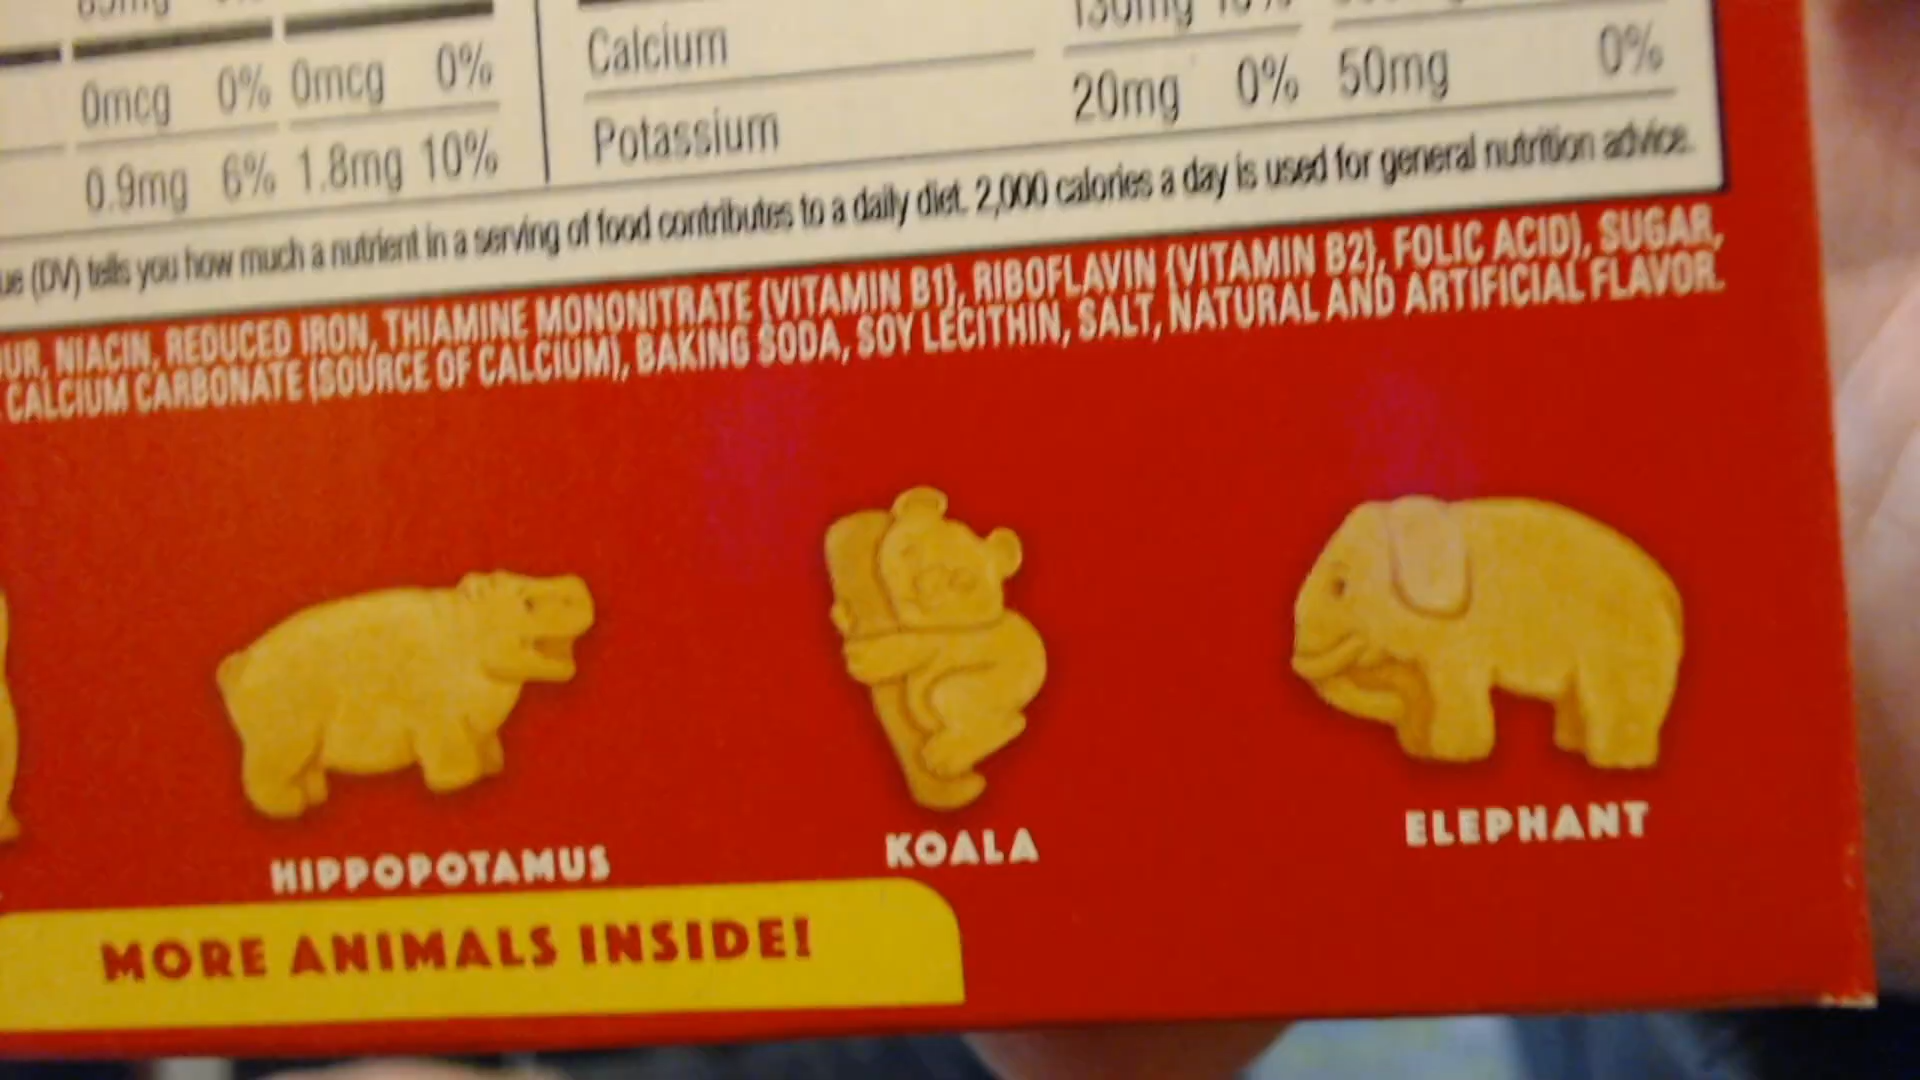 0mcg 0% 0mcg 0%
0.9mg 6% 1.8mg 10%
Calcium 130mg
Potassium 20mg 0% 50mg 0%
(DV) tells you how much a nutrient in a serving of food contributes to a daily diet. 2,000 calories a day is used for general nutrition advice.
NIACIN, REDUCED IRON, THIAMINE MONONITRATE {VITAMIN B1}, RIBOFLAVIN {VITAMIN B2}, FOLIC ACID), SUGAR,
CALCIUM CARBONATE (SOURCE OF CALCIUM), BAKING SODA, SOY LECITHIN, SALT, NATURAL AND ARTIFICIAL FLAVOR.
HIPPOPOTAMUS
KOALA
ELEPHANT
MORE ANIMALS INSIDE!